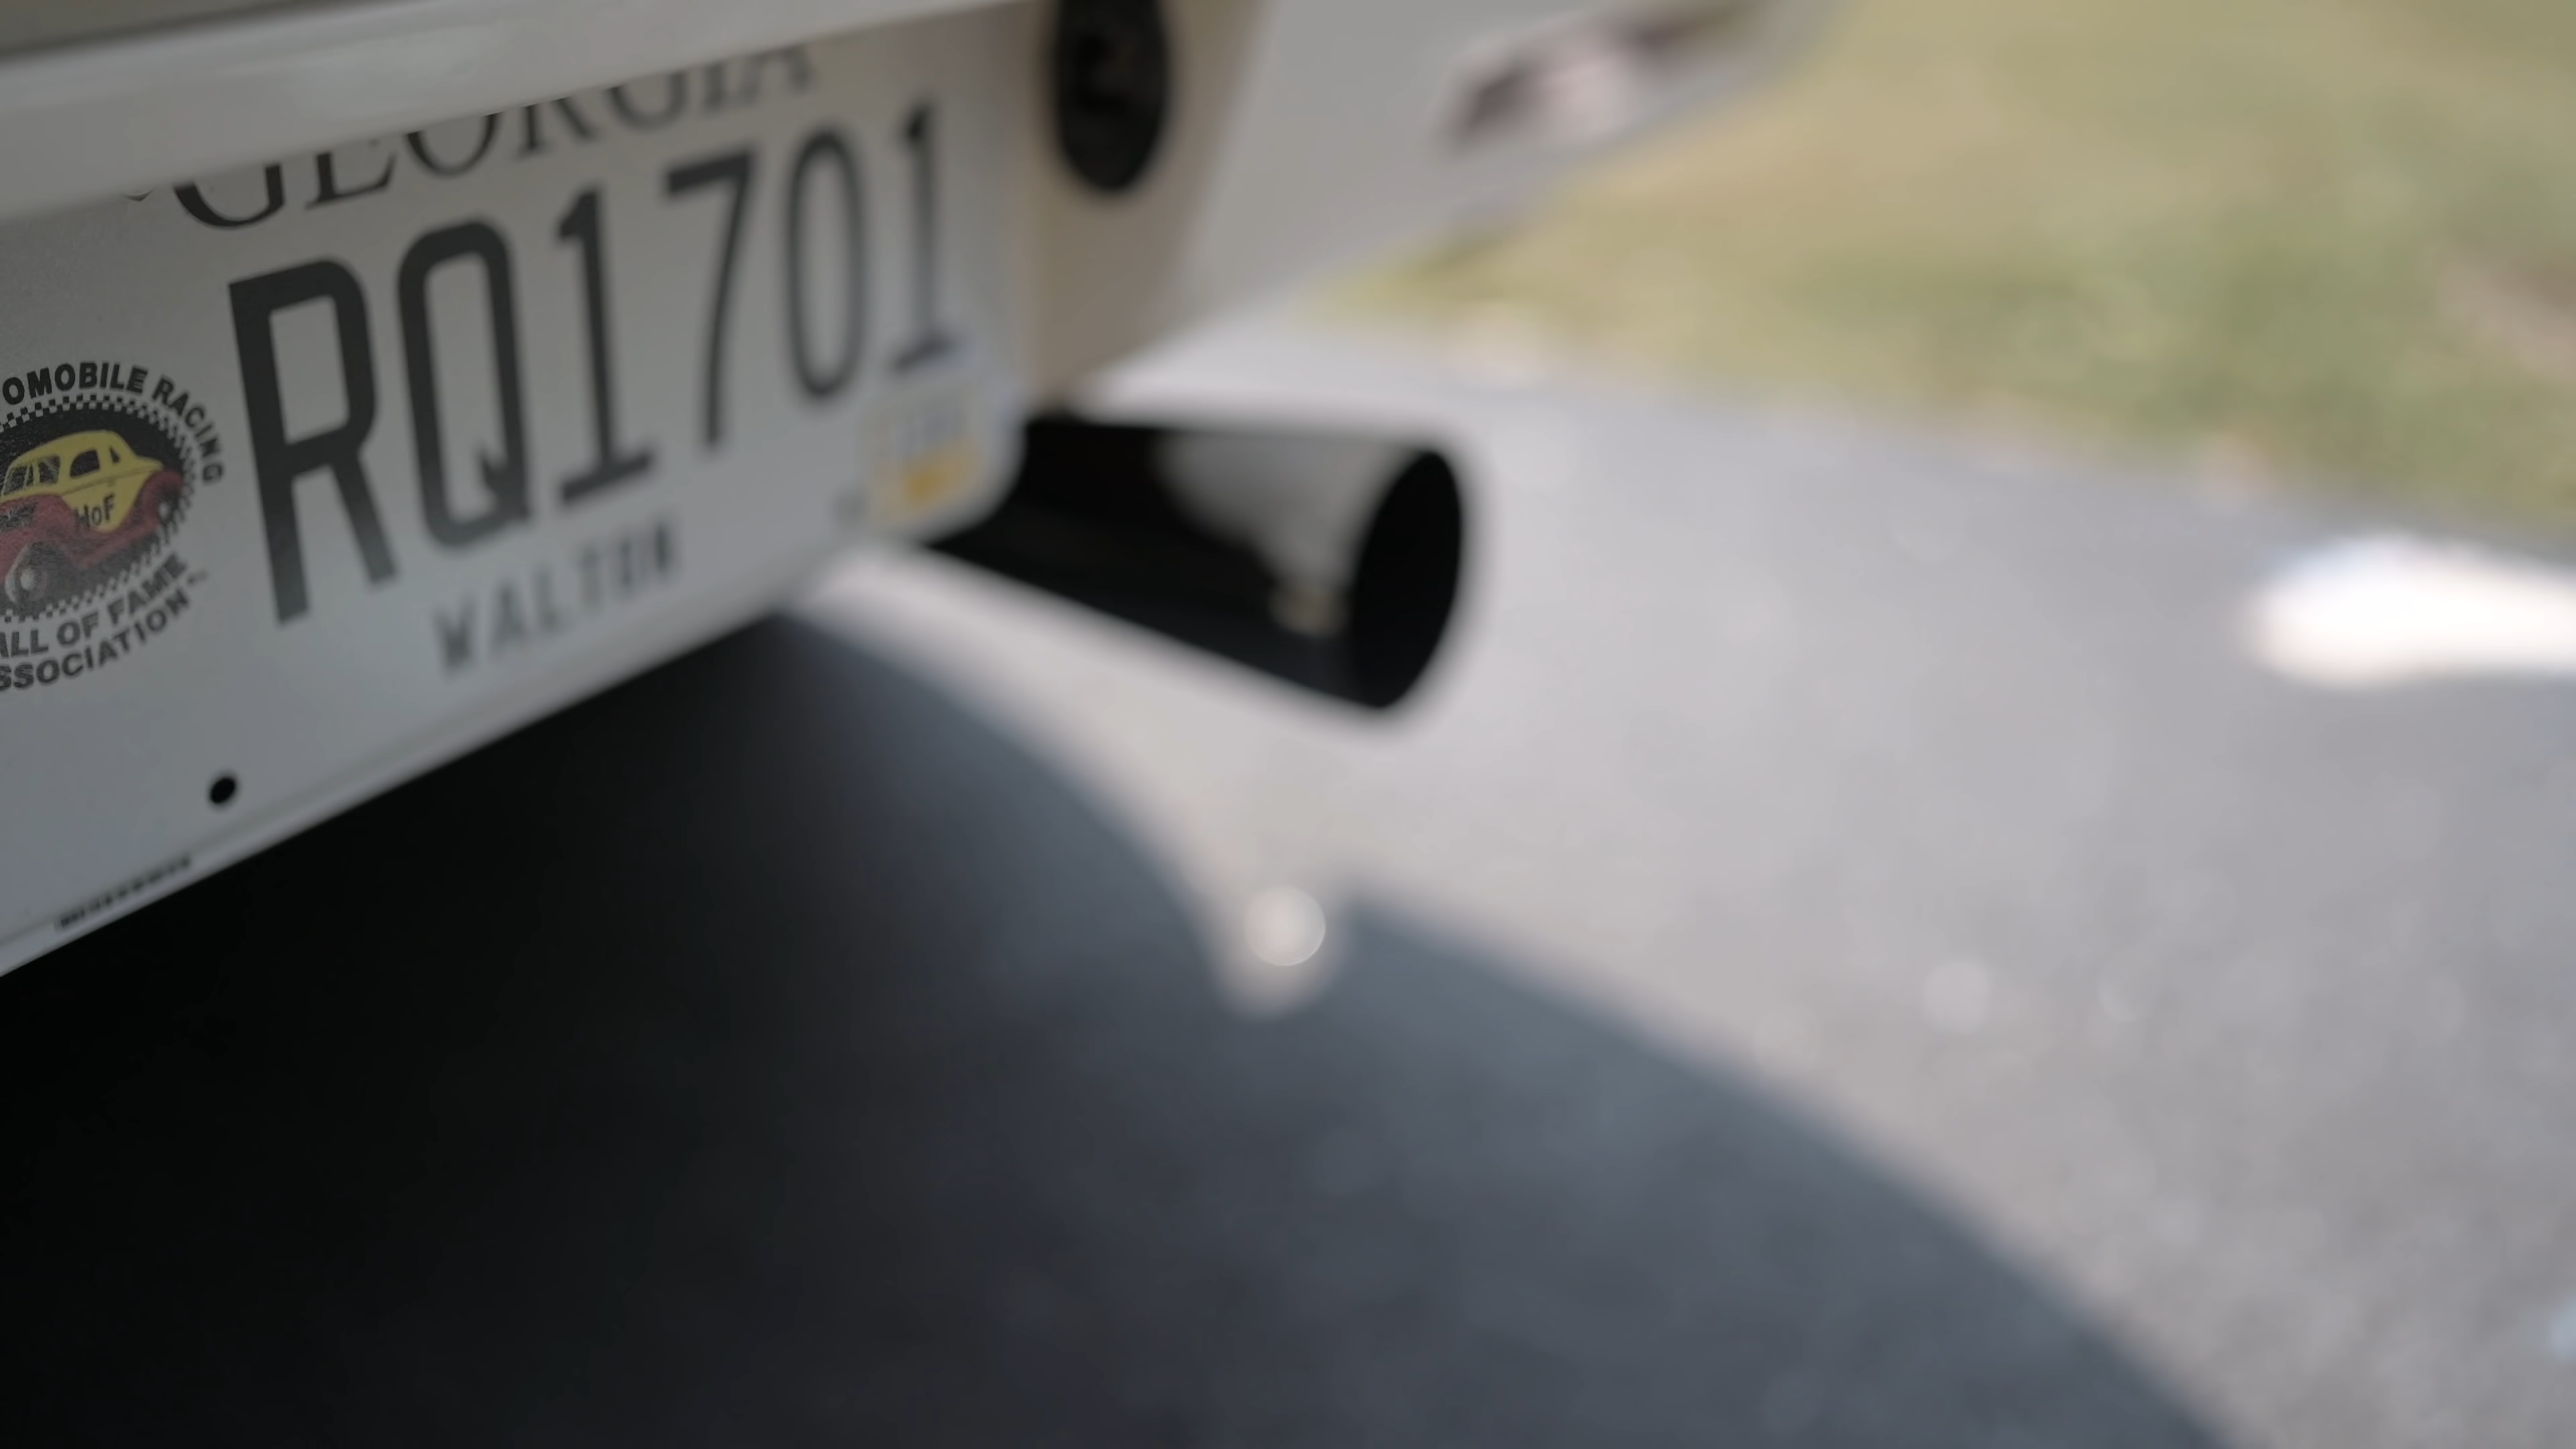 GEORGIA
RQ1701
OMOBILE RACING
HoF
ALL OF FAME
SSOCIATION
WALTON